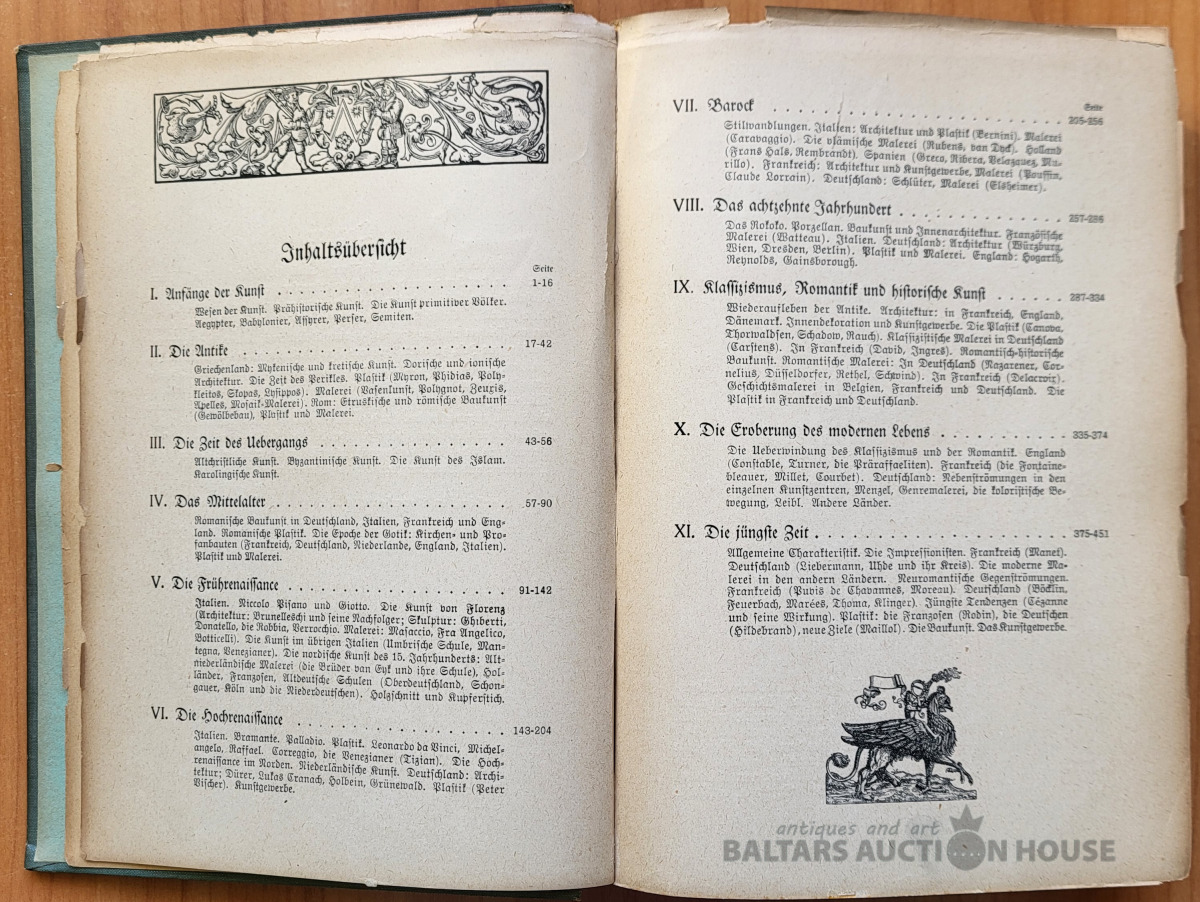 Inhaltsübersicht
Seite
I. Anfänge der Kunst . . . . . . . . . . . . . . . . . 1-16
Wesen der Kunst. Prähistorische Kunst. Die Kunst primitiver Völker.
Aegypter, Babylonier, Assyrer, Perser, Semiten.
II. Die Antike . . . . . . . . . . . . . . . . . . . 17-42
Griechenland: Mykenische und kretische Kunst. Dorische und ionische
Architektur. Die Zeit des Perikles. Plastik (Myron, Phidias, Poly-
kleitos, Skopas, Lysippos). Malerei (Vasenkunst, Polygnot, Zeuxis,
Apelles, Mosaik-Malerei). Rom: Etruskische und römische Baukunst
(Gewölbebau), Plastik und Malerei.
III. Die Zeit des Uebergangs . . . . . . . . . . . . . . 43-56
Altchristliche Kunst. Byzantinische Kunst. Die Kunst des Islam.
Karolingische Kunst.
IV. Das Mittelalter . . . . . . . . . . . . . . . . . 57-90
Romanische Baukunst in Deutschland, Italien, Frankreich und Eng-
land. Romanische Plastik. Die Epoche der Gotik: Kirchen- und Pro-
fanbauten (Frankreich, Deutschland, Niederlande, England, Italien).
Plastik und Malerei.
V. Die Frührenaissance . . . . . . . . . . . . . . . . 91-142
Italien. Niccolo Pisano und Giotto. Die Kunst von Florenz
(Architektur: Brunelleschi und seine Nachfolger; Skulptur: Ghiberti,
Donatello, die Robbia, Verrocchio. Malerei: Masaccio, Fra Angelico,
Botticelli). Die Kunst im übrigen Italien (Umbrische Schule, Man-
tegna, Venezianer). Die nordische Kunst des 15. Jahrhunderts: Alt-
niederländische Malerei (die Brüder van Eyk und ihre Schule), Hol-
länder, Franzosen, Altdeutsche Schulen (Oberdeutschland, Schon-
gauer, Köln und die Niederdeutschen). Holzschnitt und Kupferstich.
VI. Die Hochrenaissance . . . . . . . . . . . . . . . 143-204
Italien. Bramante. Palladio. Plastik. Leonardo da Vinci, Michel-
angelo, Raffael. Correggio, die Venezianer (Tizian). Die Hoch-
renaissance im Norden. Niederländische Kunst. Deutschland: Archi-
tektur; Dürer, Lukas Cranach, Holbein, Grünewald. Plastik (Peter
Vischer). Kunstgewerbe.
Seite
VII. Barock . . . . . . . . . . . . . . . . . . . . 205-256
Stilwandlungen. Italien: Architektur und Plastik (Bernini). Malerei
(Caravaggio). Die vlämische Malerei (Rubens, van Dyck). Holland
(Frans Hals, Rembrandt). Spanien (Greco, Ribera, Velazquez, Mu-
rillo). Frankreich: Architektur und Kunstgewerbe, Malerei (Poussin,
Claude Lorrain). Deutschland: Schlüter, Malerei (Elsheimer).
VIII. Das achtzehnte Jahrhundert . . . . . . . . . . . . 257-286
Das Rokoko. Porzellan. Baukunst und Innenarchitektur. Französische
Malerei (Watteau). Italien. Deutschland: Architektur (Würzburg,
Wien, Dresden, Berlin). Plastik und Malerei. England: Hogarth,
Reynolds, Gainsborough.
IX. Klassizismus, Romantik und historische Kunst . . . . . . 287-334
Wiederaufleben der Antike. Architektur: in Frankreich, England,
Dänemark. Innendekoration und Kunstgewerbe. Die Plastik (Canova,
Thorwaldsen, Schadow, Rauch). Klassizistische Malerei in Deutschland
(Carstens). In Frankreich (David, Ingres). Romantisch-historische
Baukunst. Romantische Malerei: In Deutschland (Nazarener, Cor-
nelius, Düsseldorfer, Rethel, Schwind). In Frankreich (Delacroix).
Geschichtsmalerei in Belgien, Frankreich und Deutschland. Die
Plastik in Frankreich und Deutschland.
X. Die Eroberung des modernen Lebens . . . . . . . . . . 335-374
Die Ueberwindung des Klassizismus und der Romantik. England
(Constable, Turner, die Präraffaeliten). Frankreich (die Fontaine-
bleauer, Millet, Courbet). Deutschland: Nebenströmungen in den
einzelnen Kunstzentren, Menzel, Genremalerei, die koloristische Be-
wegung, Leibl. Andere Länder.
XI. Die jüngste Zeit . . . . . . . . . . . . . . . . . 375-451
Allgemeine Charakteristik. Die Impressionisten. Frankreich (Manet).
Deutschland (Liebermann, Uhde und ihr Kreis). Die moderne Ma-
lerei in den andern Ländern. Neuromantische Gegenströmungen.
Frankreich (Puvis de Chavannes, Moreau). Deutschland (Böcklin,
Feuerbach, Marées, Thoma, Klinger). Jüngste Tendenzen (Cézanne
und seine Wirkung). Plastik: die Franzosen (Rodin), die Deutschen
(Hildebrand), neue Ziele (Maillol). Die Baukunst. Das Kunstgewerbe.
antiques and art
BALTARS AUCTION HOUSE